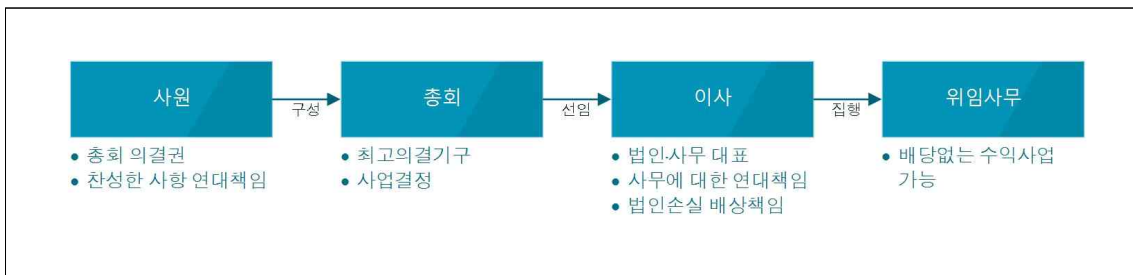 사원
구성
총회
선임
이사
집행
위임사무
• 총회 의결권
• 찬성한 사항 연대책임
• 최고의결기구
• 사업결정
• 법인·사무 대표
• 사무에 대한 연대책임
• 법인손실 배상책임
• 배당없는 수익사업
가능